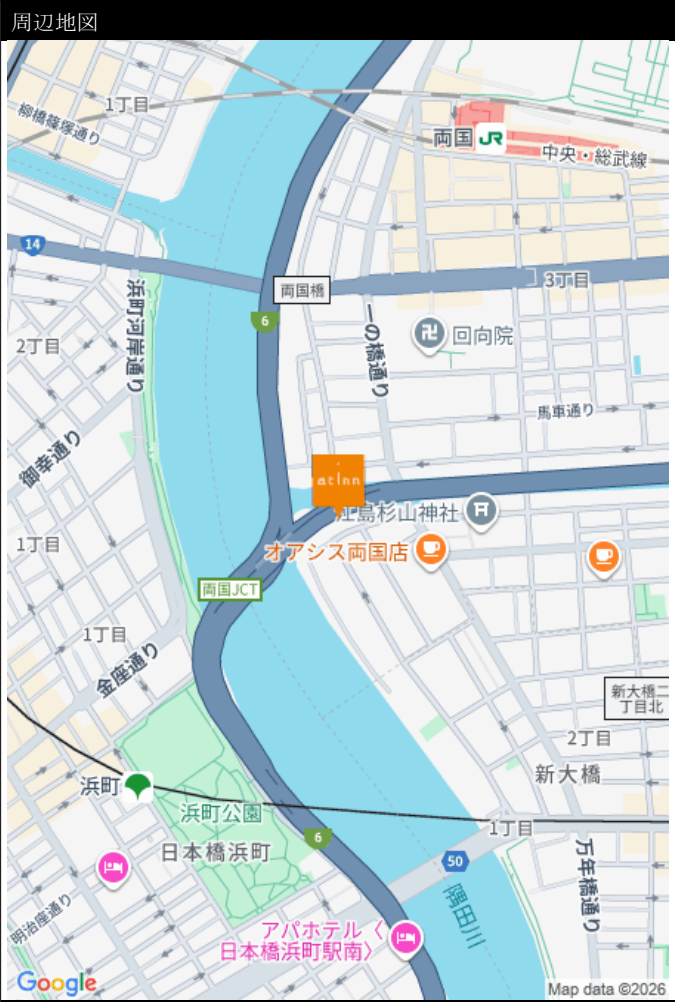 周辺地図
1丁目
柳橋篠塚通り
両国
JR
中央・総武線
14
両国橋
3丁目
6
浜町河岸通り
一の橋通り
回向院
2丁目
馬車通り
御幸通り
at Inn
江島杉山神社
オアシス両国店
1丁目
両国JCT
1丁目
金座通り
新大橋二
丁目北
2丁目
新大橋
浜町
浜町公園
1丁目
6
日本橋浜町
50
万年橋通り
隅田川
明治座通り
アパホテル〈
日本橋浜町駅南〉
Google
Map data ©2026